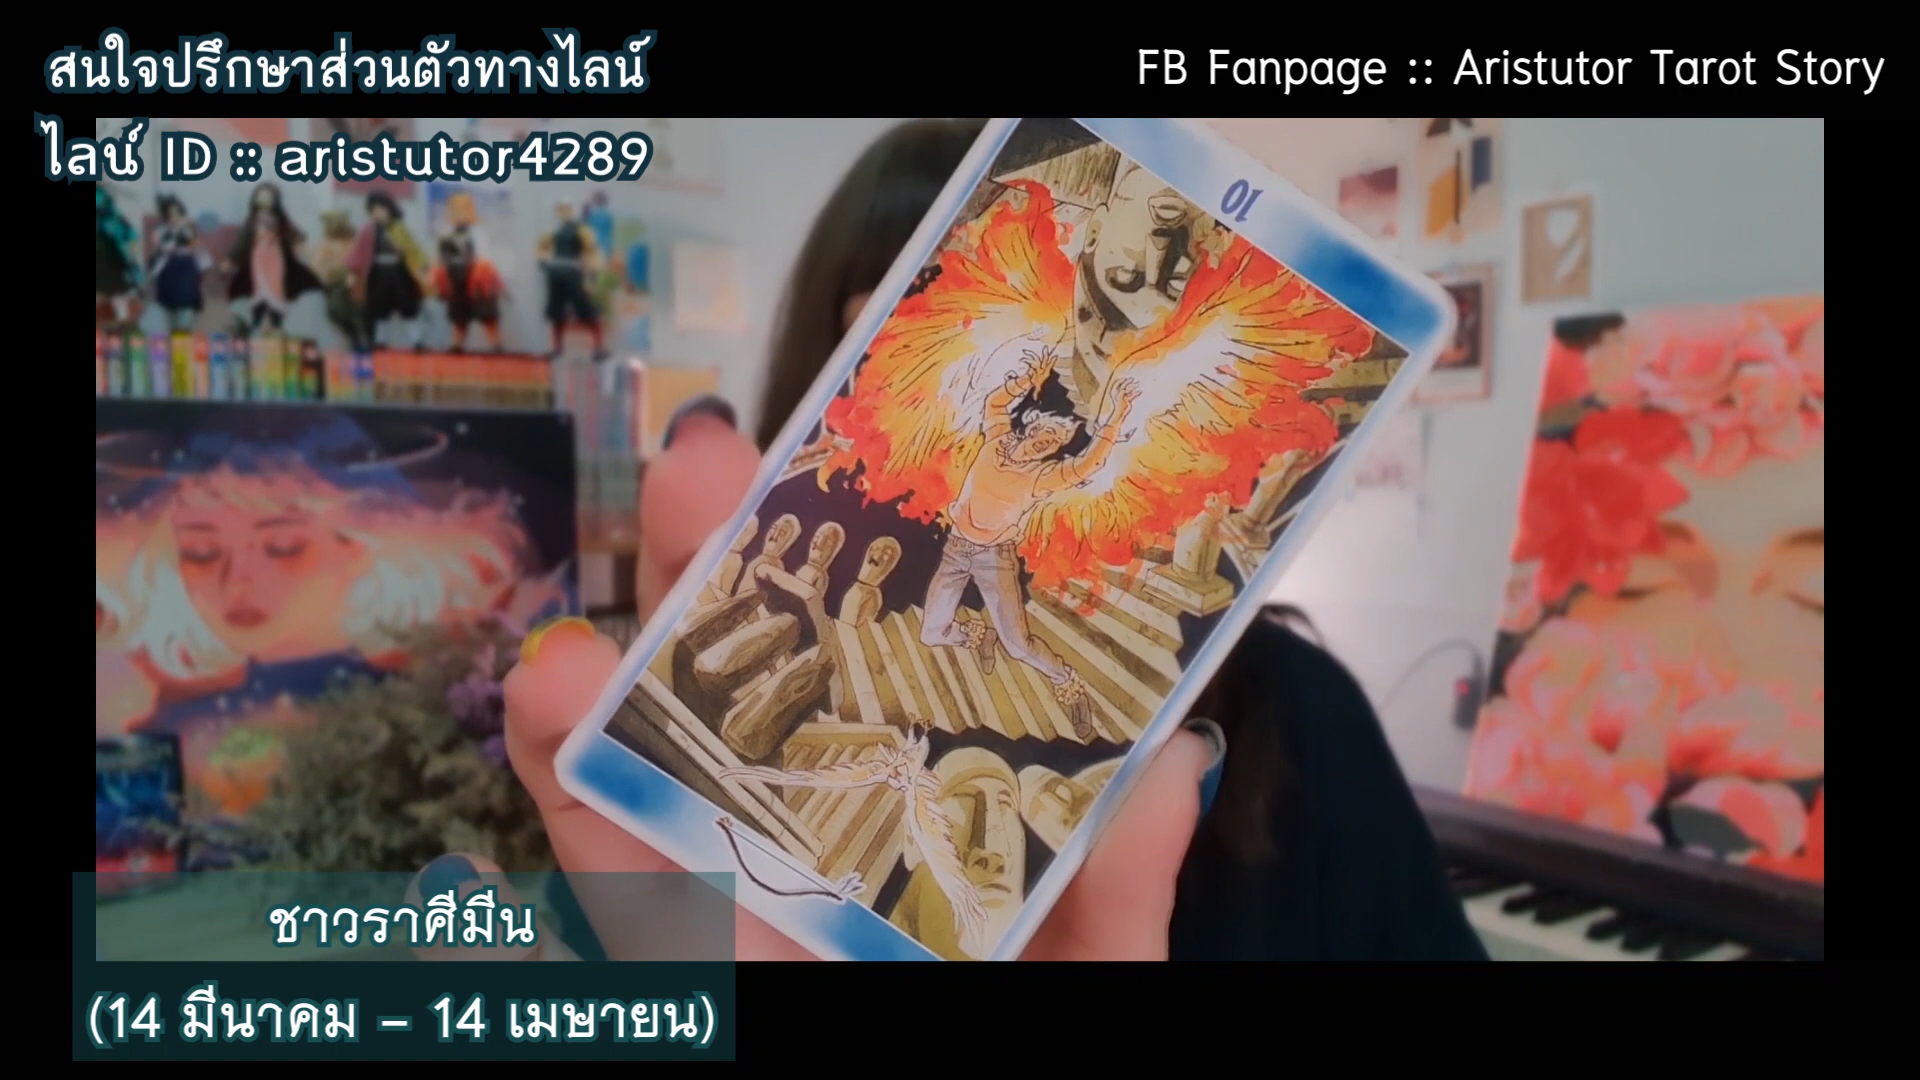 สนใจปรึกษาส่วนตัวทางไลน์
FB Fanpage :: Aristutor Tarot Story
ไลน์ ID :: aristutor4289
10
ชาวราศีมีน
(14 มีนาคม – 14 เมษายน)